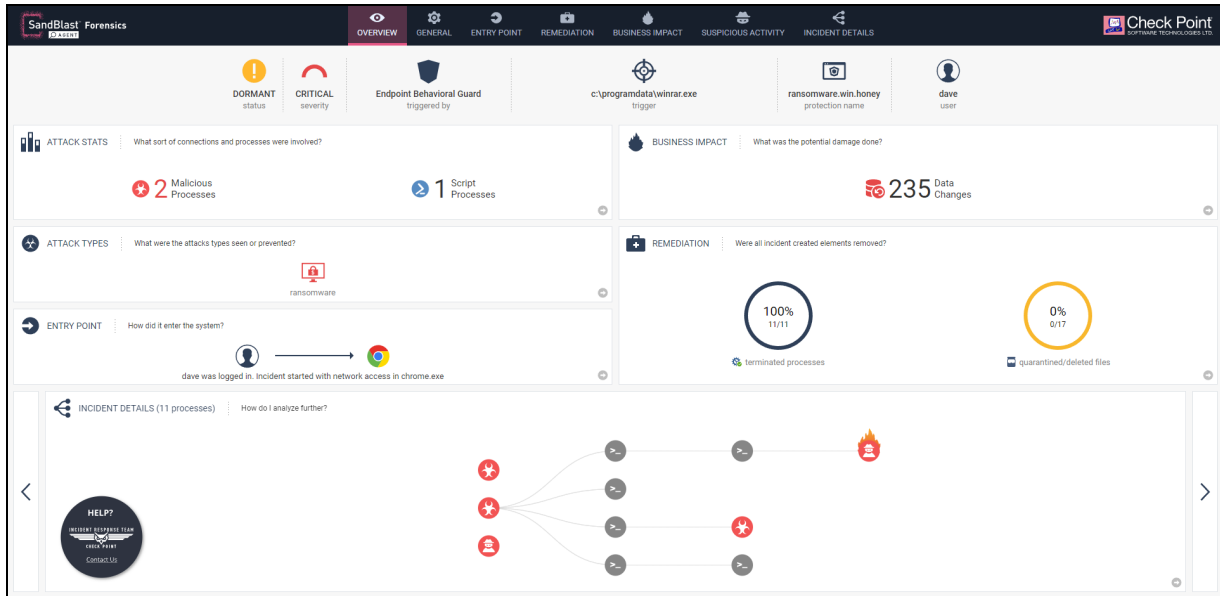 SandBlast Forensics
AGENT
OVERVIEW
GENERAL
ENTRY POINT
REMEDIATION
BUSINESS IMPACT
SUSPICIOUS ACTIVITY
INCIDENT DETAILS
Check Point
SOFTWARE TECHNOLOGIES LTD.
DORMANT
status
CRITICAL
severity
Endpoint Behavioral Guard
triggered by
c:\programdata\winrar.exe
trigger
ransomware.win.honey
protection name
dave
user
ATTACK STATS
What sort of connections and processes were involved?
2 Malicious
Processes
1 Script
Processes
BUSINESS IMPACT
What was the potential damage done?
235 Data
Changes
ATTACK TYPES
What were the attacks types seen or prevented?
ransomware
REMEDIATION
Were all incident created elements removed?
100%
11/11
terminated processes
0%
0/17
quarantined/deleted files
ENTRY POINT
How did it enter the system?
dave was logged in. Incident started with network access in chrome.exe
INCIDENT DETAILS (11 processes)
How do I analyze further?
>_
>_
>_
>_
>_
>_
HELP?
INCIDENT RESPONSE TEAM
CHECK POINT
Contact Us